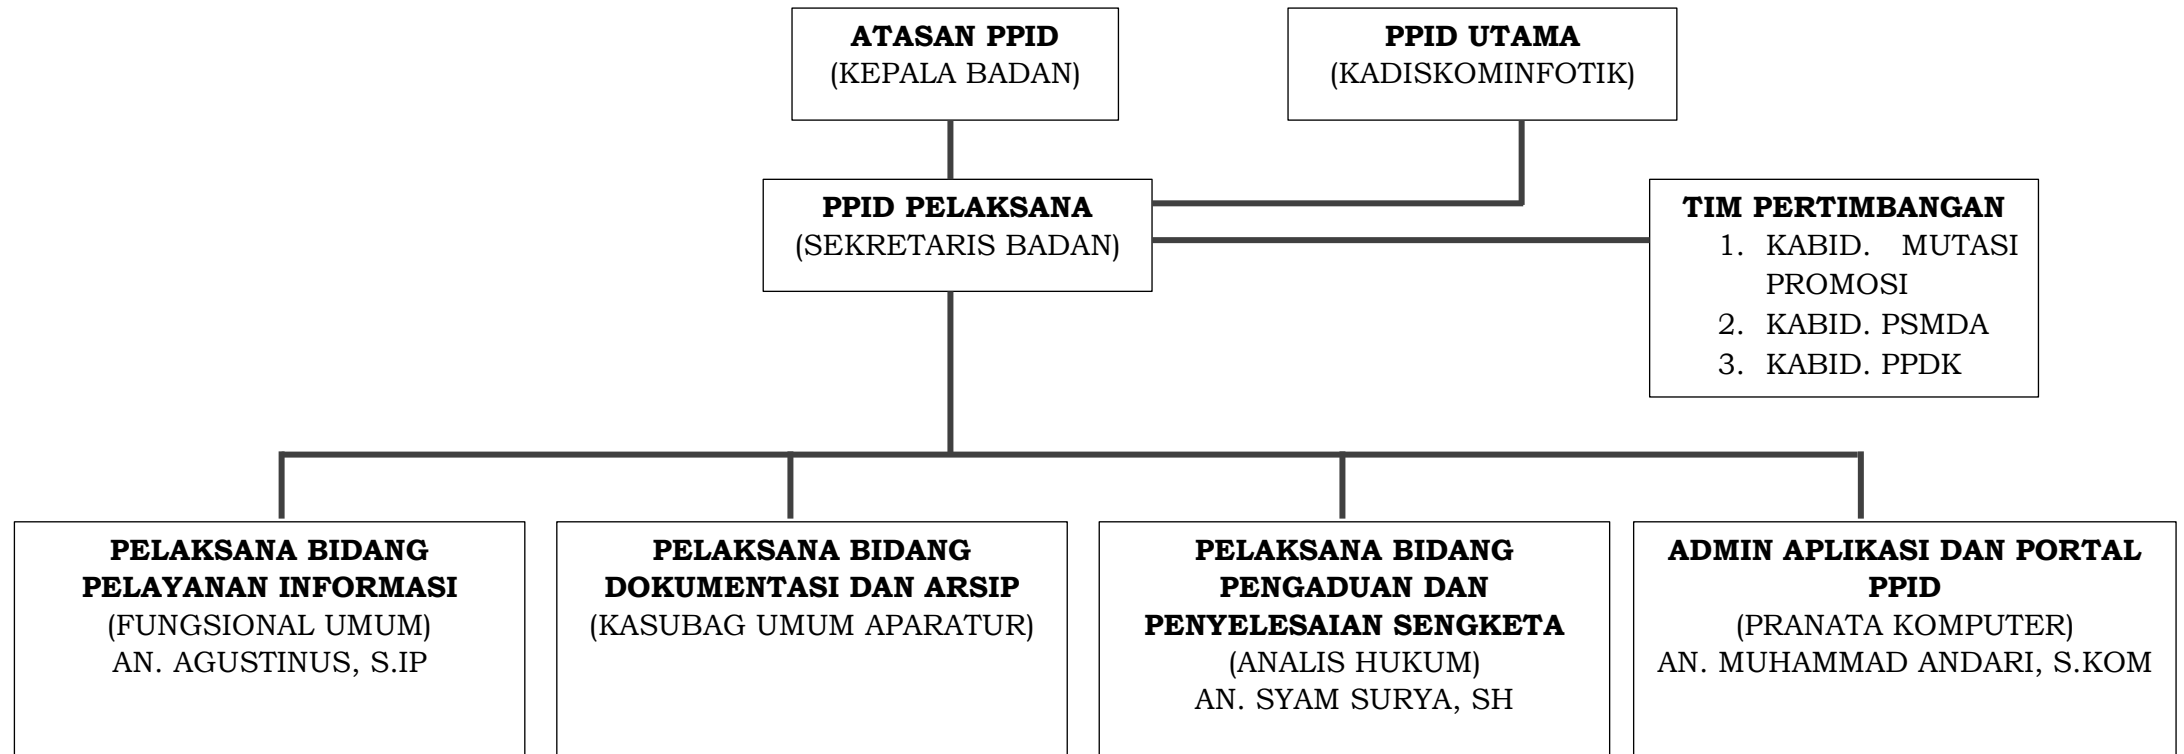 ATASAN PPID
(KEPALA BADAN)
PPID UTAMA
(KADISKOMINFOTIK)
PPID PELAKSANA
(SEKRETARIS BADAN)
TIM PERTIMBANGAN
1. KABID. MUTASI
PROMOSI
2. KABID. PSMDA
3. KABID. PPDK
PELAKSANA BIDANG
PELAYANAN INFORMASI
(FUNGSIONAL UMUM)
AN. AGUSTINUS, S.IP
PELAKSANA BIDANG
DOKUMENTASI DAN ARSIP
(KASUBAG UMUM APARATUR)
PELAKSANA BIDANG
PENGADUAN DAN
PENYELESAIAN SENGKETA
(ANALIS HUKUM)
AN. SYAM SURYA, SH
ADMIN APLIKASI DAN PORTAL
PPID
(PRANATA KOMPUTER)
AN. MUHAMMAD ANDARI, S.KOM